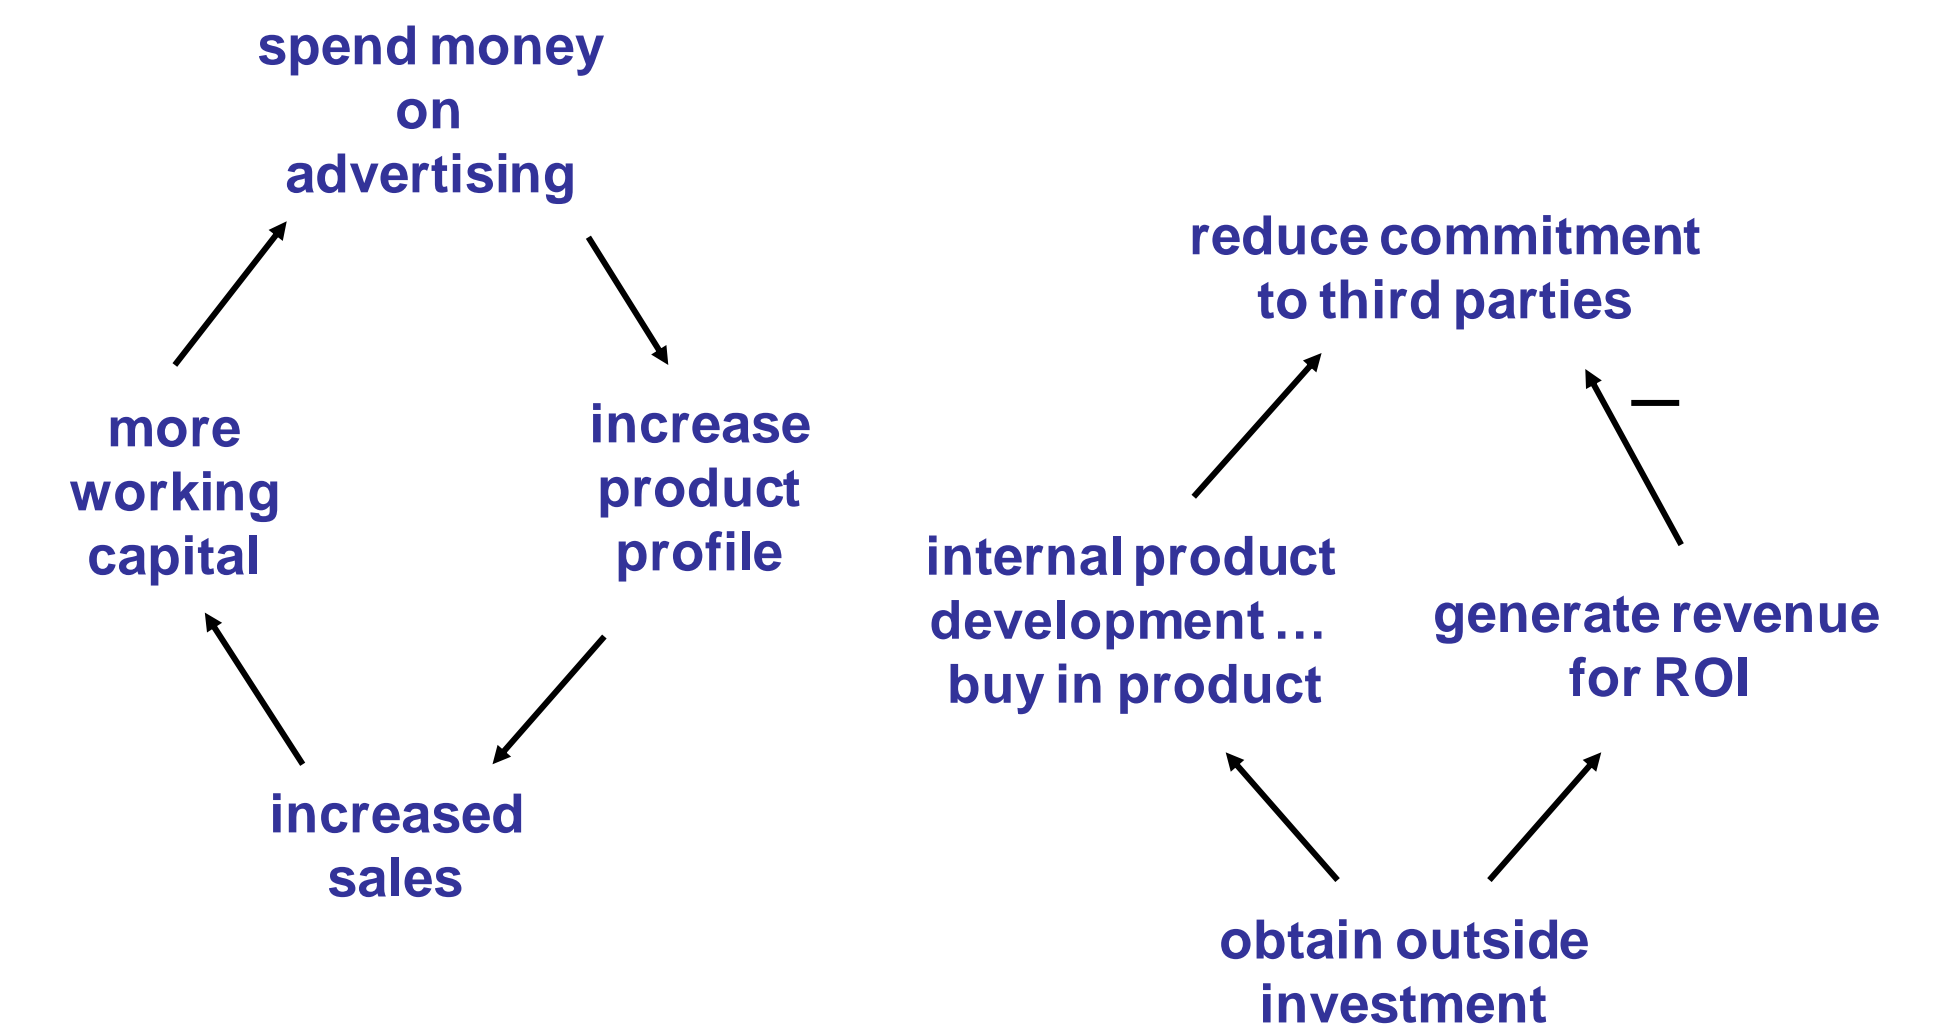 spend money
on
advertising
more
working
capital
increase
product
profile
increased
sales
reduce commitment
to third parties
–
internal product
development …
buy in product
generate revenue
for ROI
obtain outside
investment